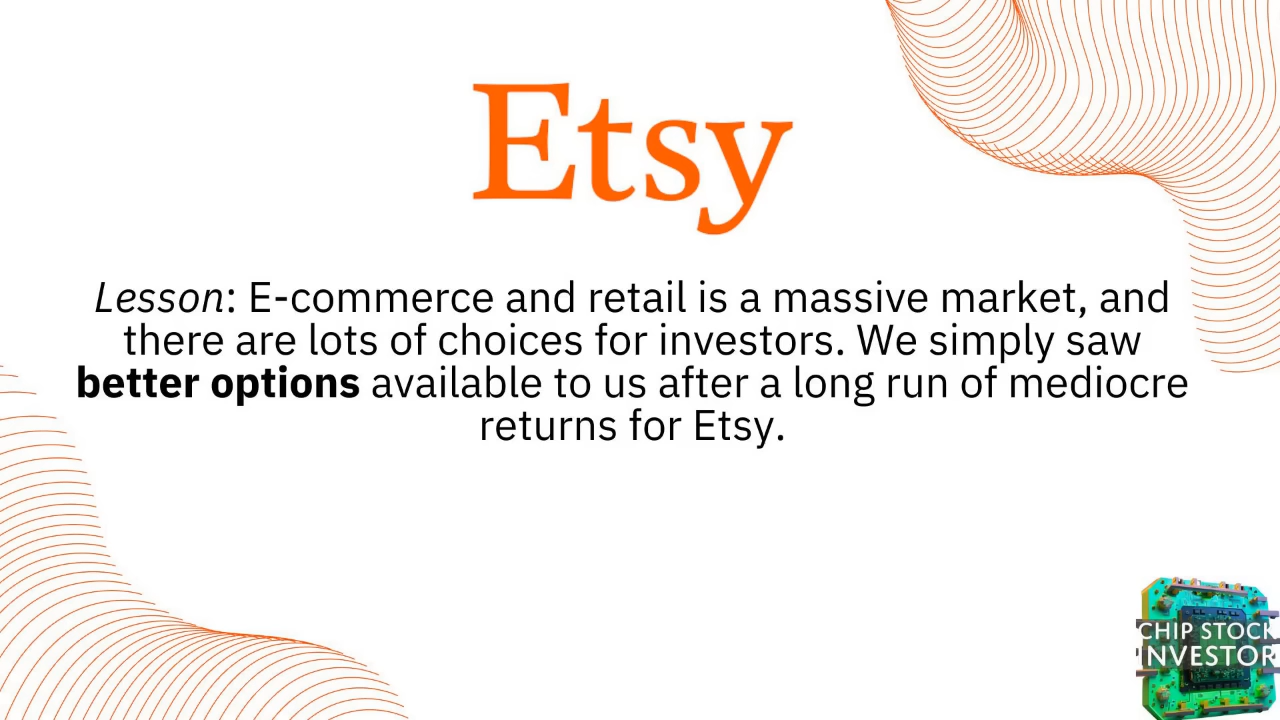 Etsy
Lesson: E-commerce and retail is a massive market, and
there are lots of choices for investors. We simply saw
better options available to us after a long run of mediocre
returns for Etsy.
CHIP STOCK
INVESTOR